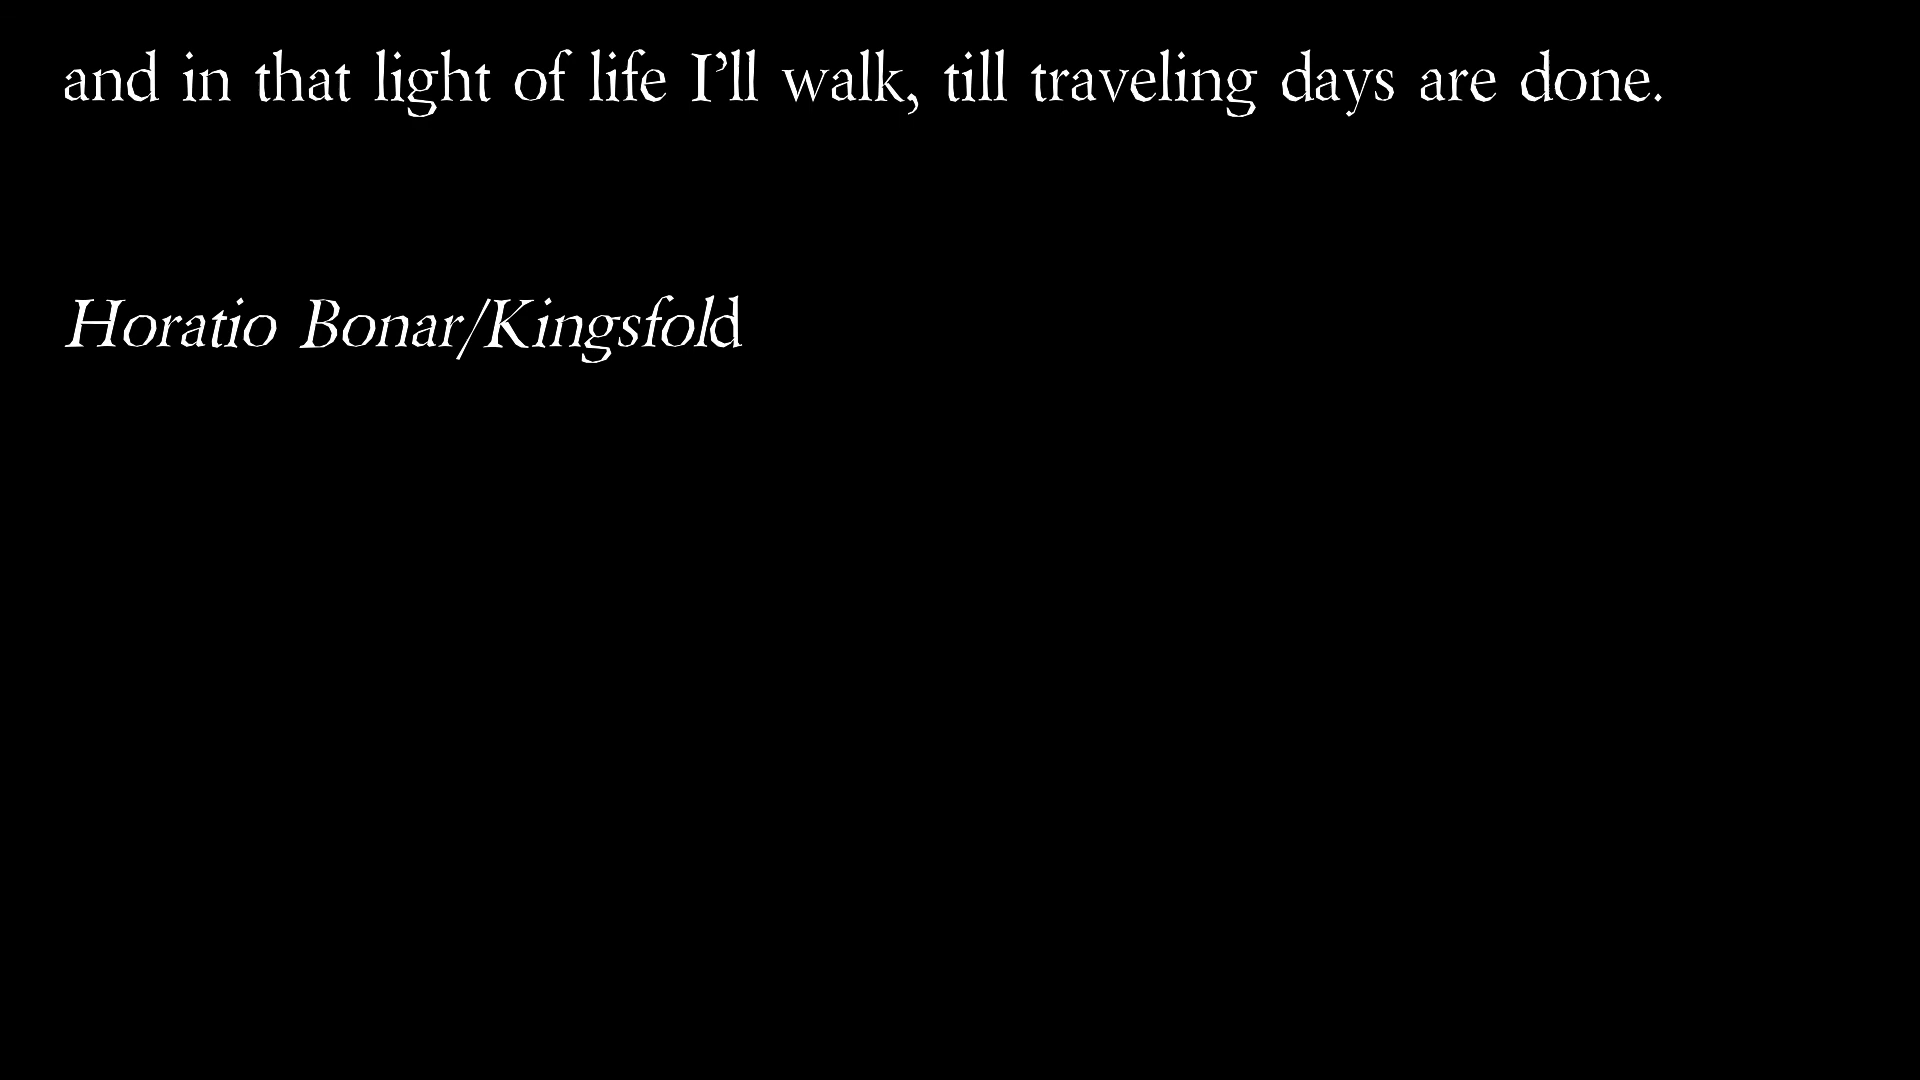 and in that light of life I’ll walk, till traveling days are done.
Horatio Bonar/Kingsfold